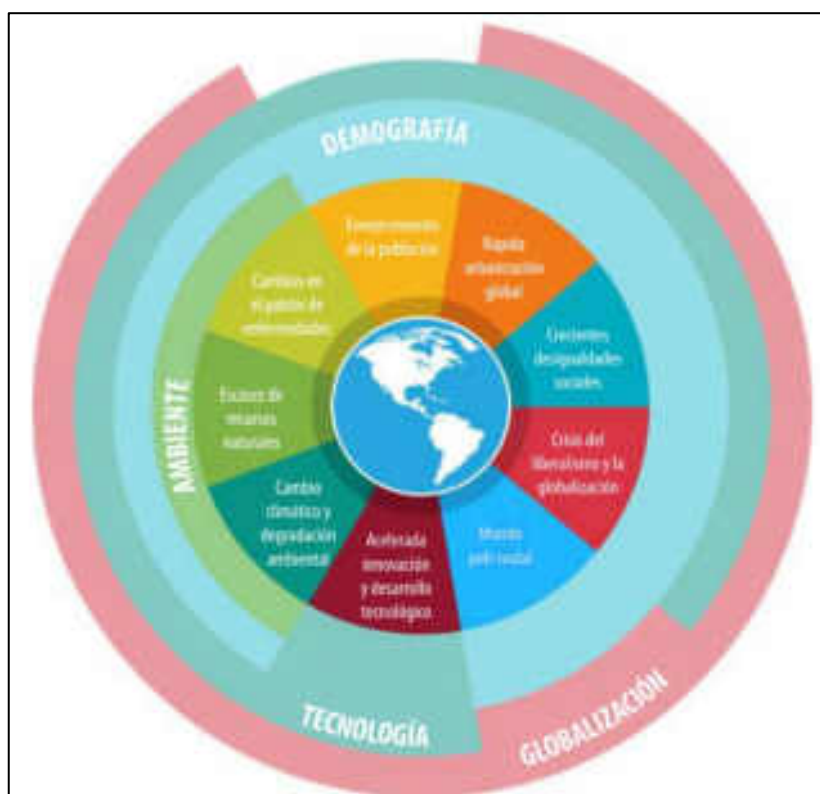 DEMOGRAFÍA
Envejecimiento
de la población
Rápida
urbanización
global
Crecientes
desigualdades
sociales
Crisis del
liberalismo y la
globalización
Mundo
Acelerada
innovación
y desarrollo
tecnológico
Cambio
climático y
degradación
ambiental
Escasez de
recursos
naturales
Cambios en
el patrón de
enfermedades
AMBIENTE
TECNOLOGÍA
GLOBALIZACIÓN